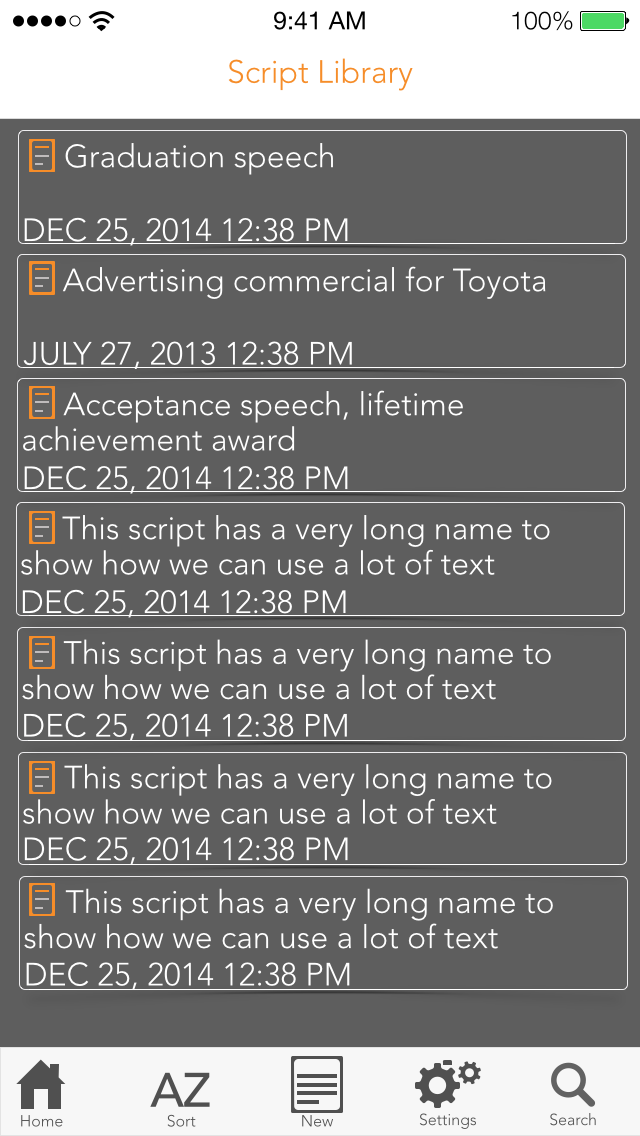 9:41 AM 100%
Script Library
Graduation speech
DEC 25, 2014 12:38 PM
Advertising commercial for Toyota
JULY 27, 2013 12:38 PM
Acceptance speech, lifetime
achievement award
DEC 25, 2014 12:38 PM
This script has a very long name to
show how we can use a lot of text
DEC 25, 2014 12:38 PM
This script has a very long name to
show how we can use a lot of text
DEC 25, 2014 12:38 PM
This script has a very long name to
show how we can use a lot of text
DEC 25, 2014 12:38 PM
This script has a very long name to
show how we can use a lot of text
DEC 25, 2014 12:38 PM
AZ
Home Sort New Settings Search